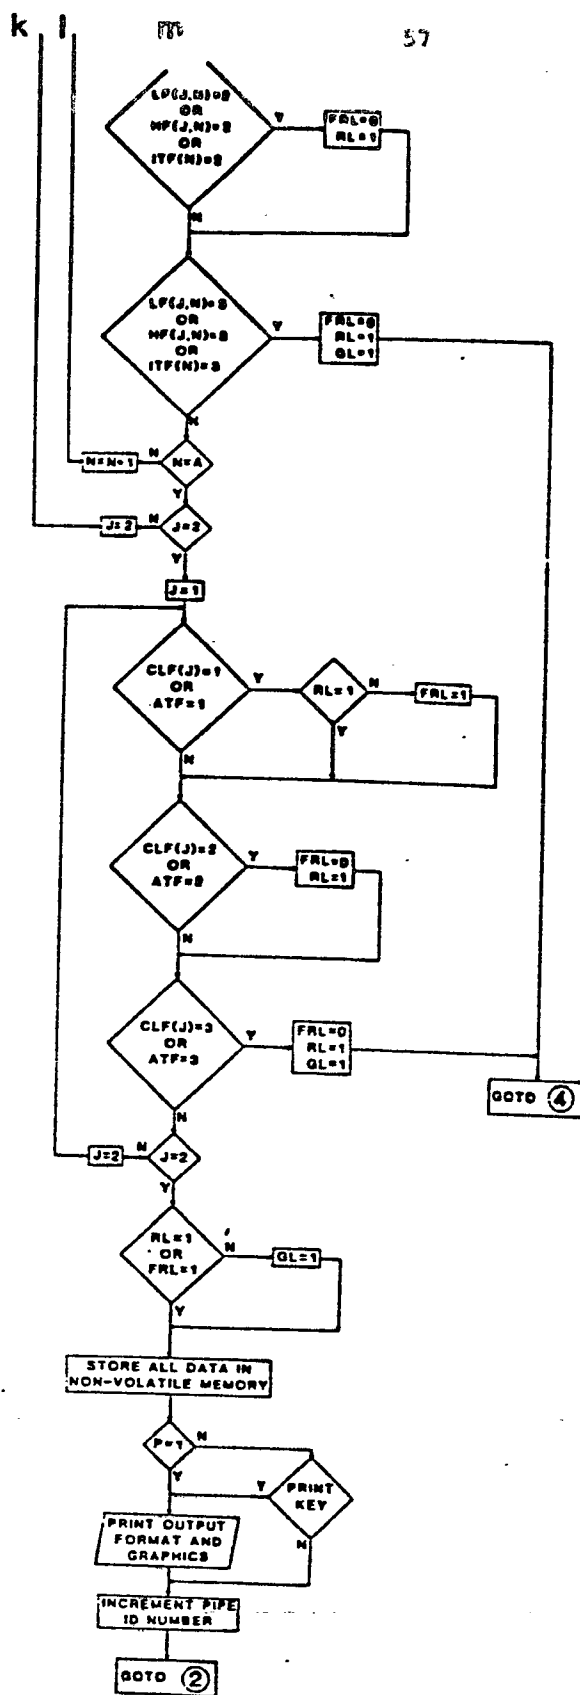 k l m 57
LF(J,N)=2
OR
HF(J,N)=2
OR
ITF(N)=2
Y
FRL=0
RL=1
N
LF(J,N)=3
OR
HF(J,N)=3
OR
ITF(N)=3
Y
FRL=0
RL=1
GL=1
N
N=N+1
N
N=A
Y
J=2
N
J=2
Y
J=1
CLF(J)=1
OR
ATF=1
Y
RL=1
N
FRL=1
Y
N
CLF(J)=2
OR
ATF=2
Y
FRL=0
RL=1
N
CLF(J)=3
OR
ATF=3
Y
FRL=0
RL=1
GL=1
GOTO 4
N
J=2
N
J=2
Y
RL=1
OR
FRL=1
N
GL=1
Y
STORE ALL DATA IN
NON-VOLATILE MEMORY
P=1
N
Y
Y
PRINT
KEY
N
PRINT OUTPUT
FORMAT AND
GRAPHICS
INCREMENT PIPE
ID NUMBER
GOTO 2